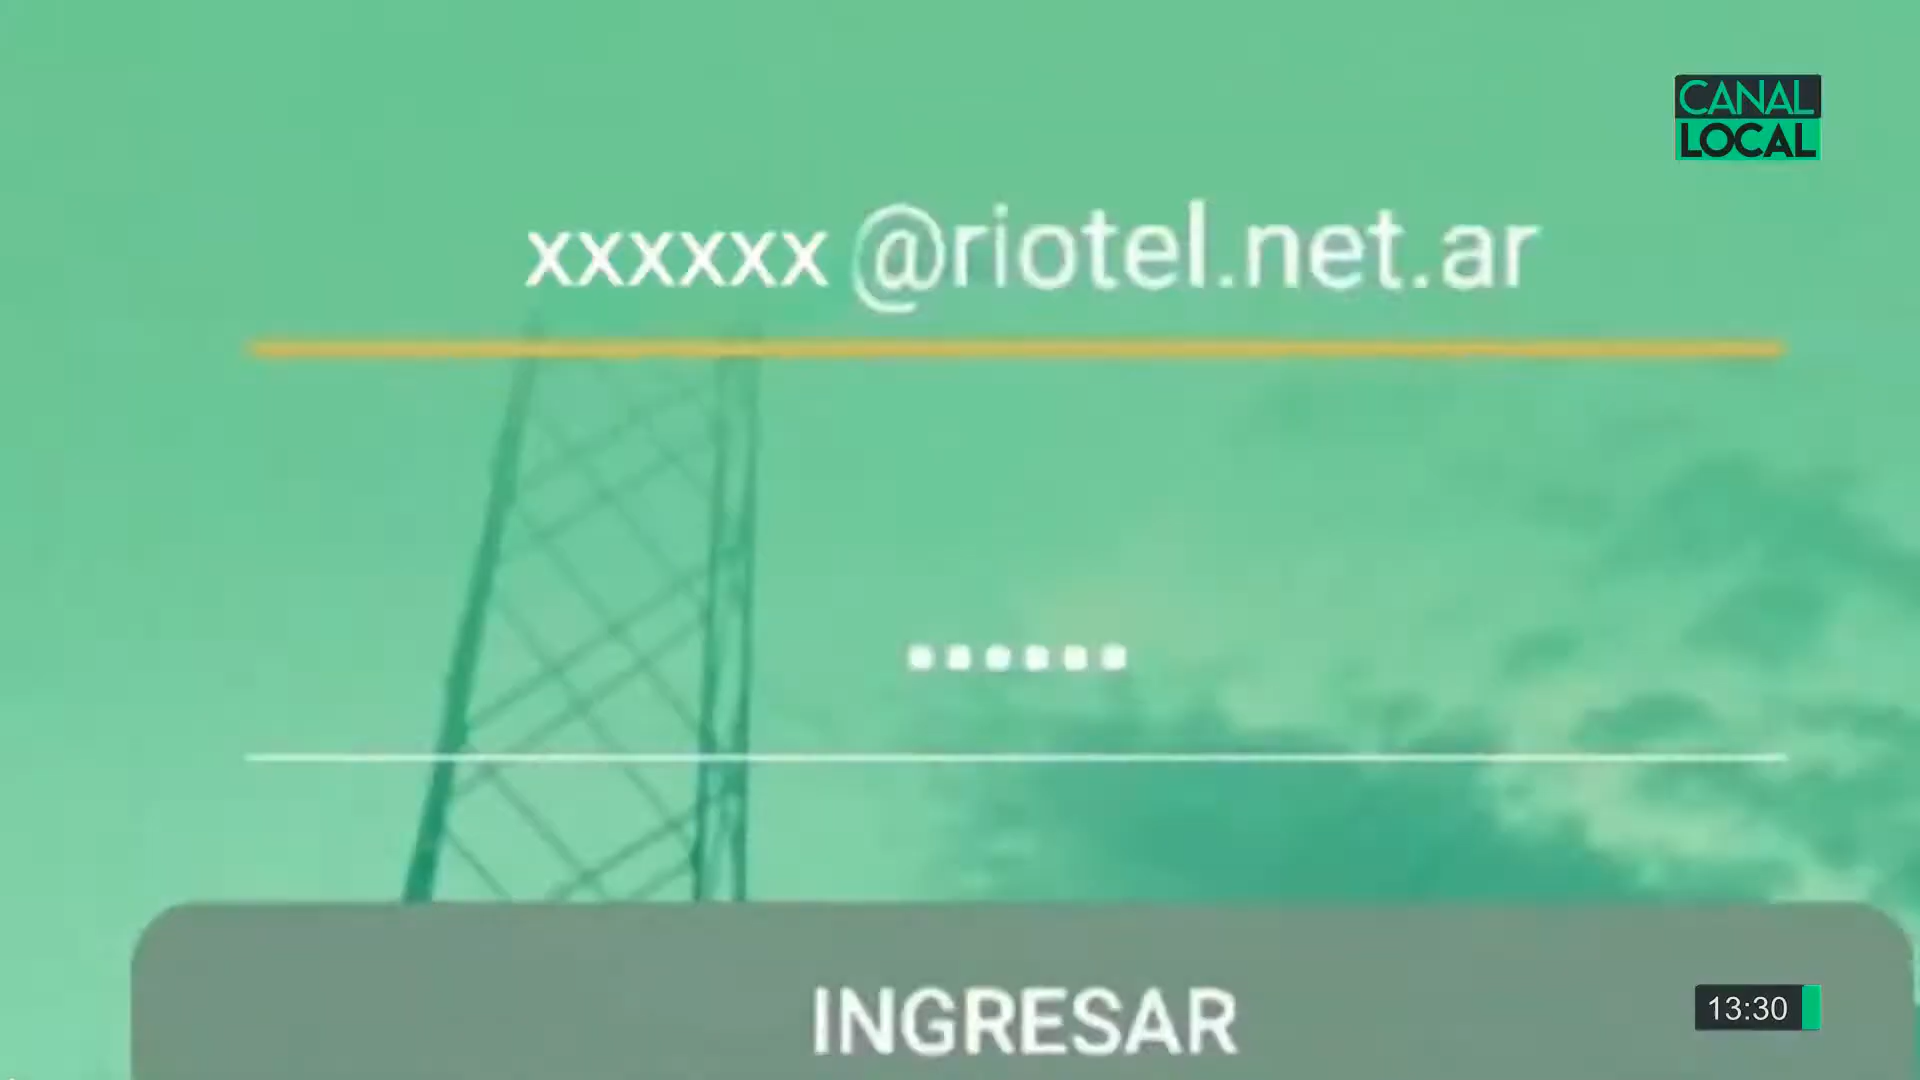 CANAL
LOCAL
xxxxxx @riotel.net.ar
••••••
INGRESAR
13:30